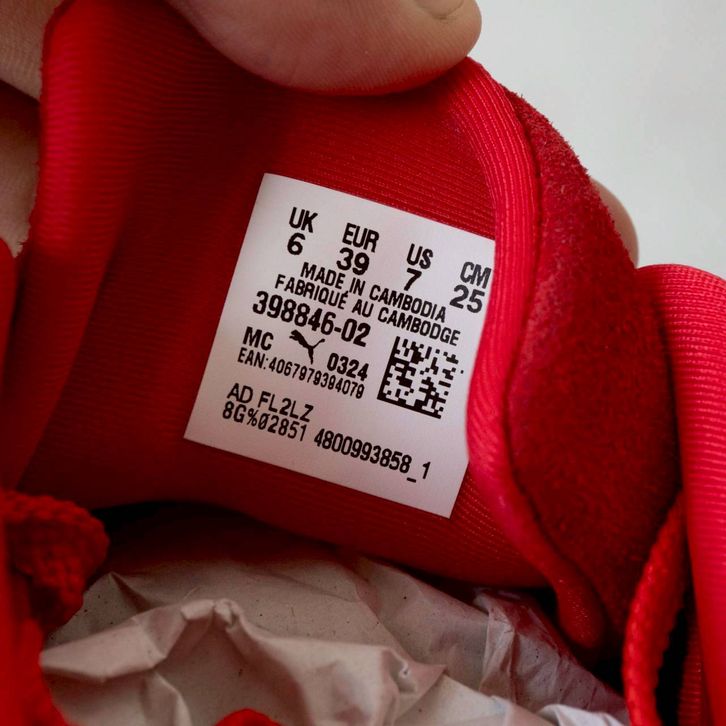 UK EUR US CM
6 39 7 25
MADE IN CAMBODIA
FABRIQUÉ AU CAMBODGE
398846-02
MC 0324
EAN:4067979394079
AD FL2LZ
8G%Ø2851 4800993858_1